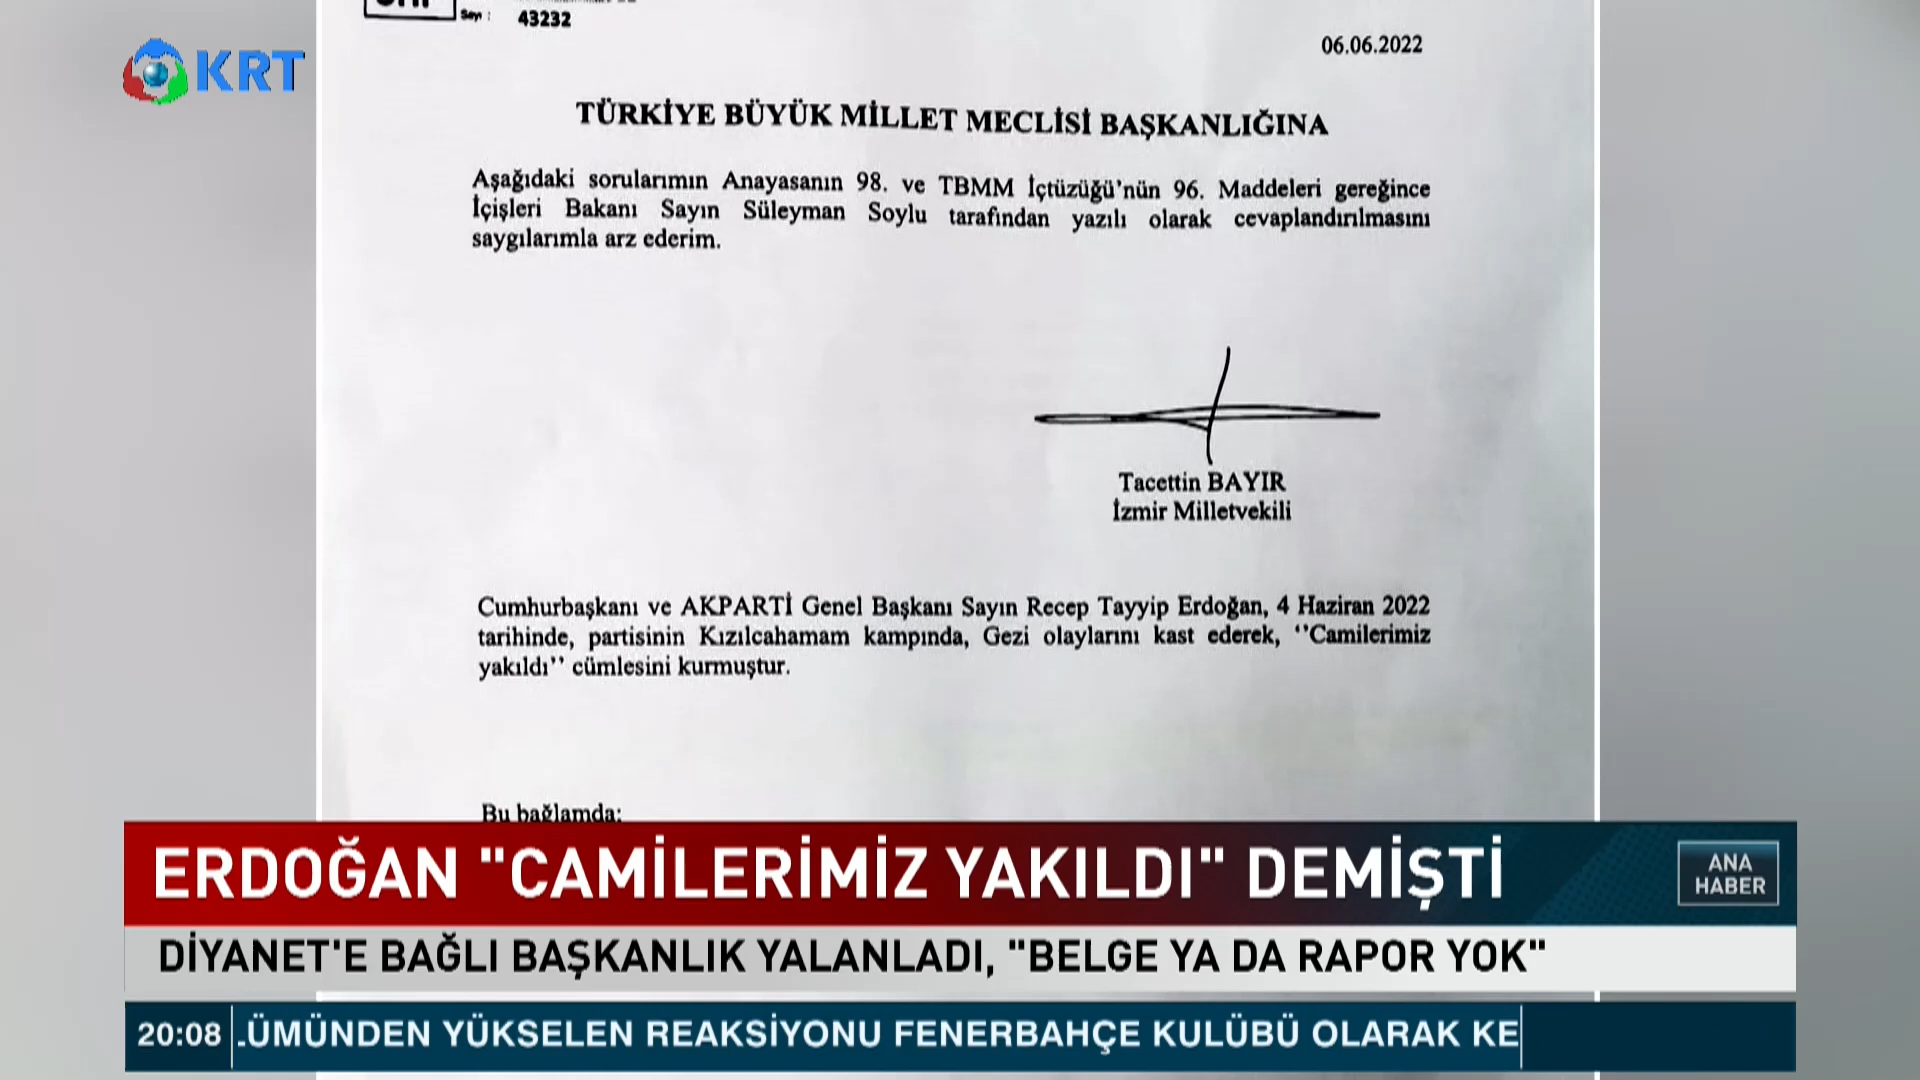 Sayı :
43232
06.06.2022
KRT
TÜRKİYE BÜYÜK MİLLET MECLİSİ BAŞKANLIĞINA
Aşağıdaki sorularımın Anayasanın 98. ve TBMM İçtüzüğü’nün 96. Maddeleri gereğince
İçişleri Bakanı Sayın Süleyman Soylu tarafından yazılı olarak cevaplandırılmasını
saygılarımla arz ederim.
Tacettin BAYIR
İzmir Milletvekili
Cumhurbaşkanı ve AKPARTİ Genel Başkanı Sayın Recep Tayyip Erdoğan, 4 Haziran 2022
tarihinde, partisinin Kızılcahamam kampında, Gezi olaylarını kast ederek, ‘’Camilerimiz
yakıldı’’ cümlesini kurmuştur.
Bu bağlamda:
ERDOĞAN "CAMİLERİMİZ YAKILDI" DEMİŞTİ
ANA
HABER
DİYANET'E BAĞLI BAŞKANLIK YALANLADI, "BELGE YA DA RAPOR YOK"
20:08 ÜMÜNDEN YÜKSELEN REAKSİYONU FENERBAHÇE KULÜBÜ OLARAK KE